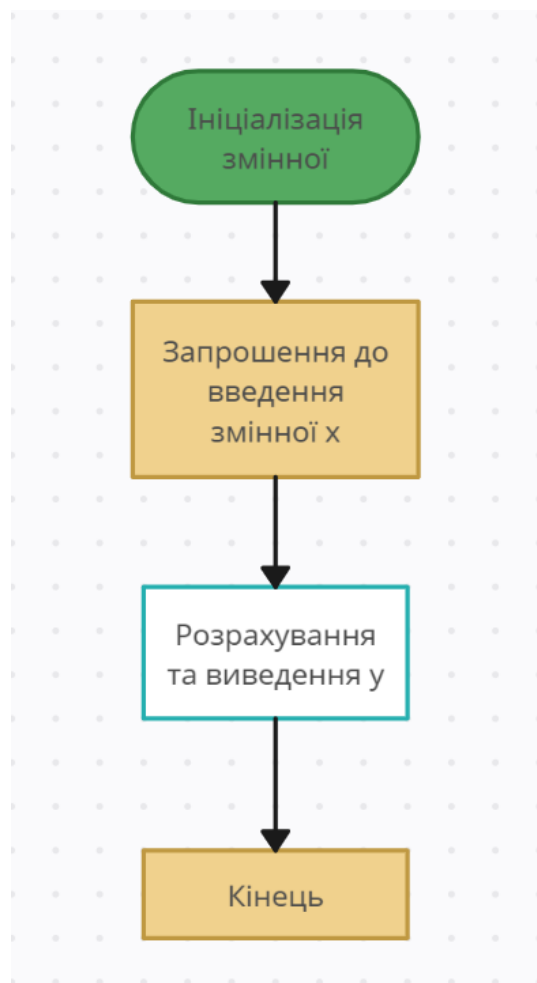 Ініціалізація
змінної
Запрошення до
введення
змінної х
Розрахування
та виведення у
Кінець